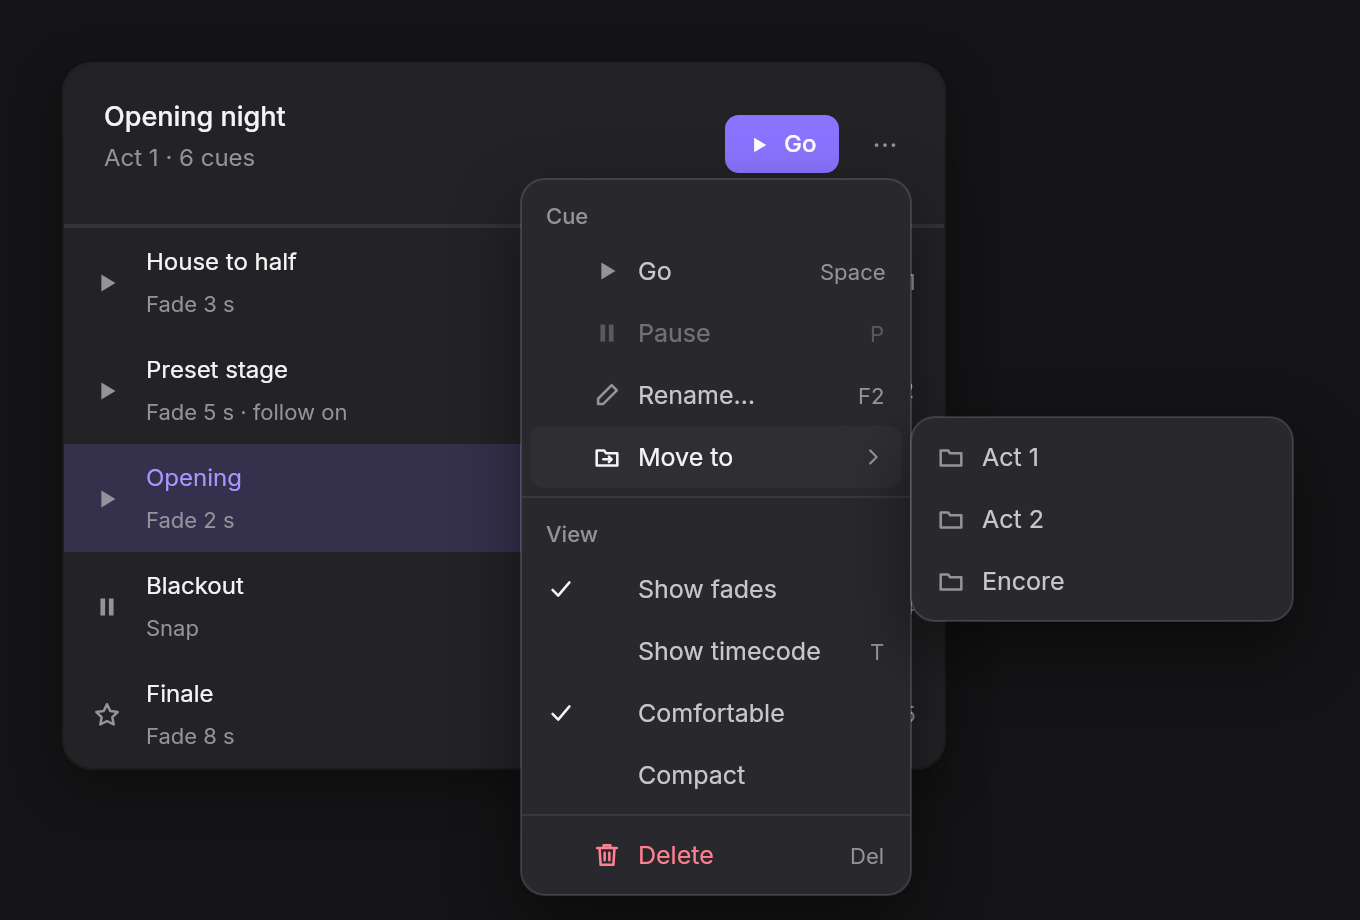 Opening night
Act 1 · 6 cues
Go
House to half
Fade 3 s
Preset stage
Fade 5 s · follow on
Opening
Fade 2 s
Blackout
Snap
Finale
Fade 8 s
Cue
Go Space
Pause P
Rename... F2
Move to
View
Show fades
Show timecode T
Comfortable
Compact
Delete Del
Act 1
Act 2
Encore